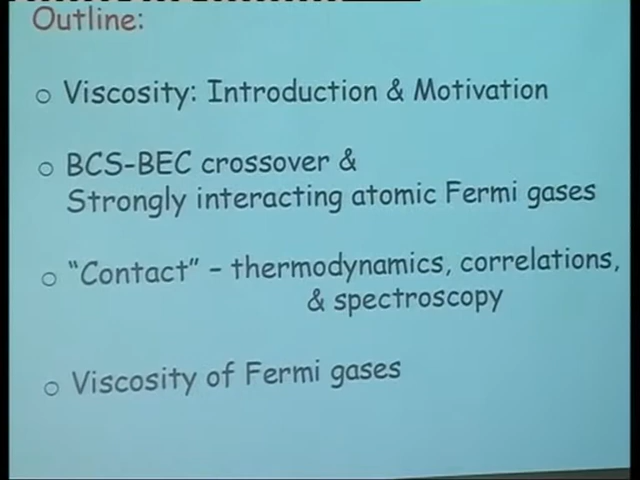 Outline:
○ Viscosity: Introduction & Motivation
○ BCS-BEC crossover &
Strongly interacting atomic Fermi gases
○ “Contact” – thermodynamics, correlations,
& spectroscopy
○ Viscosity of Fermi gases